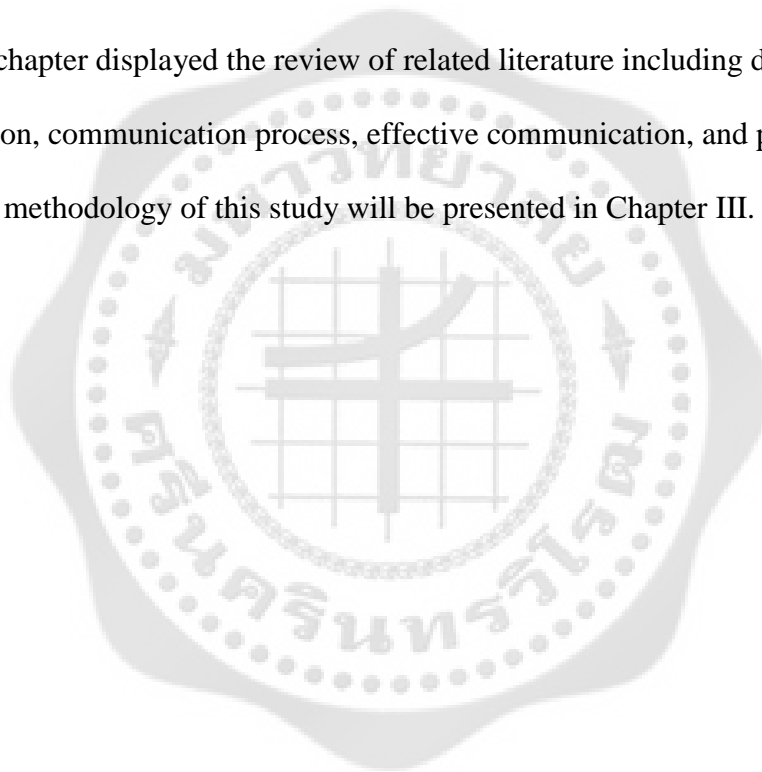 chapter displayed the review of related literature including d
on, communication process, effective communication, and p
methodology of this study will be presented in Chapter III.
มหาวิทยาลัย
ศรีนครินทรวิโรฒ